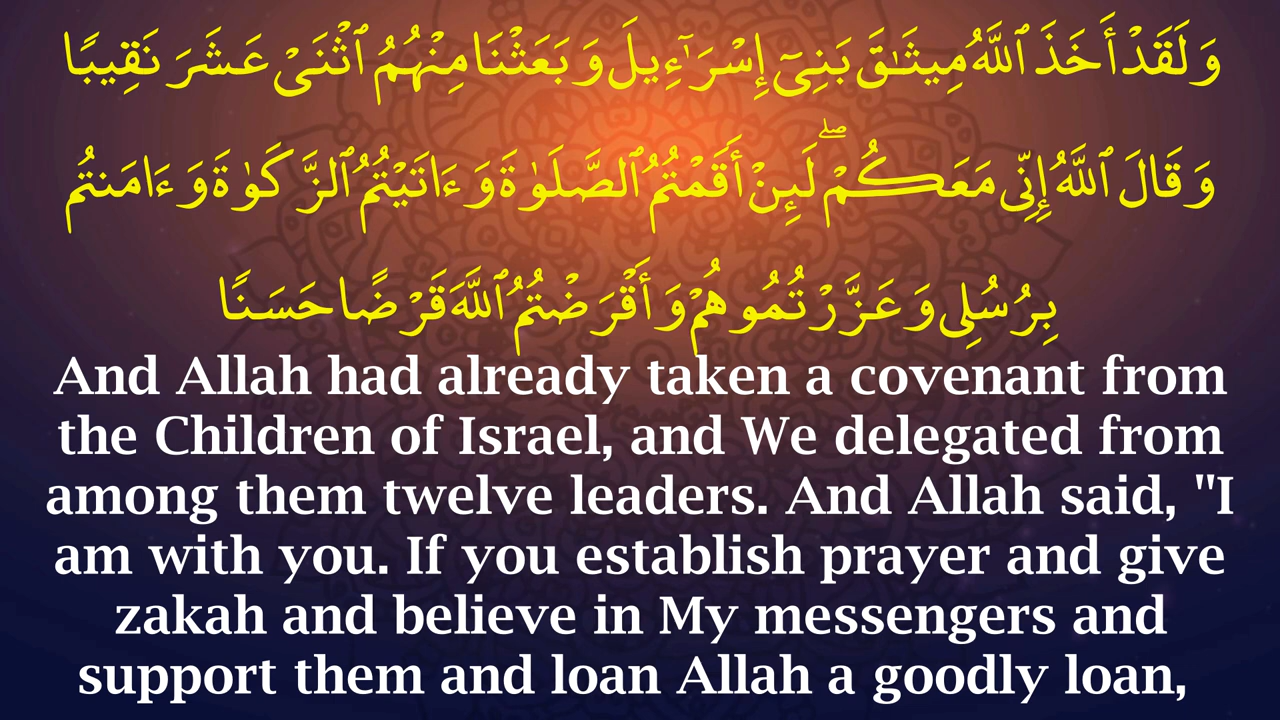 وَلَقَدْ أَخَذَ ٱللَّهُ مِيثَـٰقَ بَنِىٓ إِسْرَٰٓءِيلَ وَبَعَثْنَا مِنْهُمُ ٱثْنَىْ عَشَرَ نَقِيبًا
وَقَالَ ٱللَّهُ إِنِّى مَعَكُمْ ۖ لَئِنْ أَقَمْتُمُ ٱلصَّلَوٰةَ وَءَاتَيْتُمُ ٱلزَّكَوٰةَ وَءَامَنتُم
بِرُسُلِى وَعَزَّرْتُمُوهُمْ وَأَقْرَضْتُمُ ٱللَّهَ قَرْضًا حَسَنًا
And Allah had already taken a covenant from
the Children of Israel, and We delegated from
among them twelve leaders. And Allah said, "I
am with you. If you establish prayer and give
zakah and believe in My messengers and
support them and loan Allah a goodly loan,